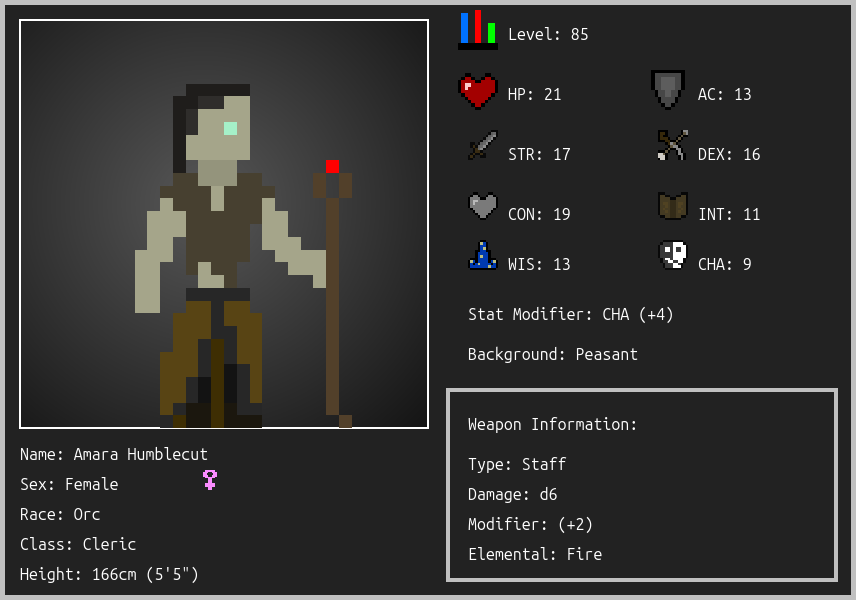 Level: 85
HP: 21 AC: 13
STR: 17 DEX: 16
CON: 19 INT: 11
WIS: 13 CHA: 9
Stat Modifier: CHA (+4)
Background: Peasant
Weapon Information:
Type: Staff
Damage: d6
Modifier: (+2)
Elemental: Fire
Name: Amara Humblecut
Sex: Female
Race: Orc
Class: Cleric
Height: 166cm (5'5")